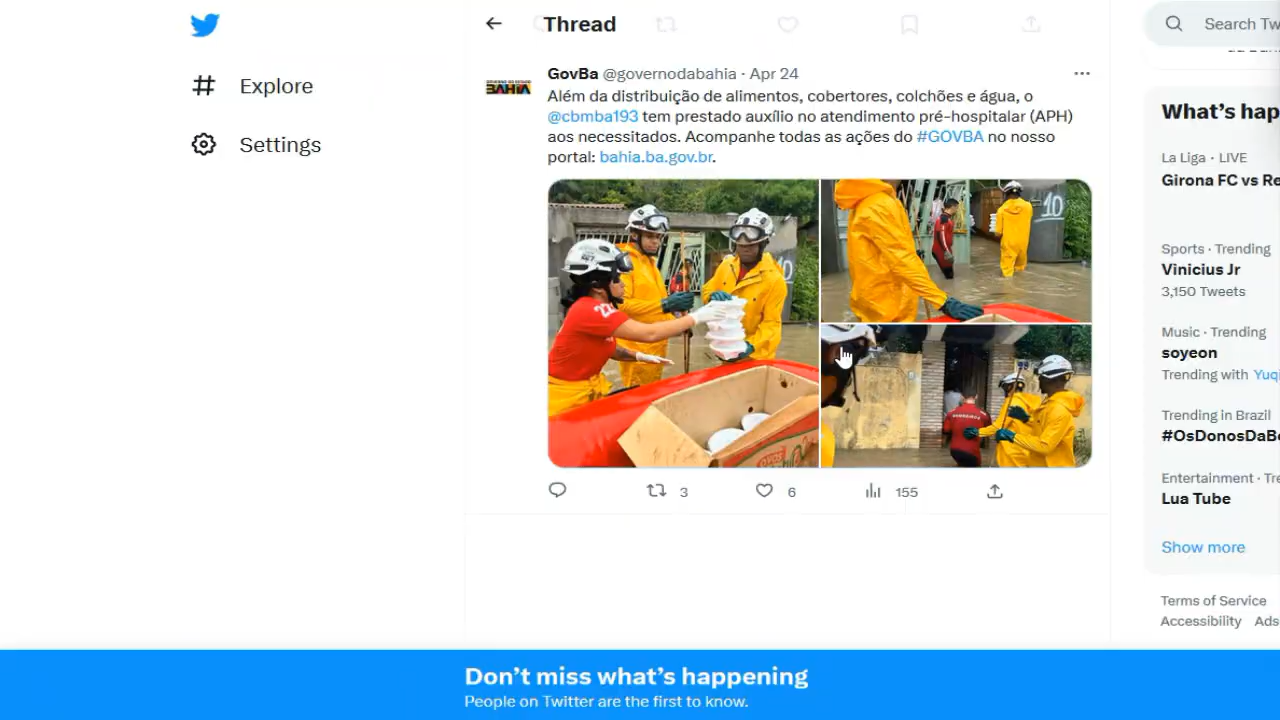 Thread
Search Tw
Explore
Settings
GovBa @governodabahia · Apr 24
Além da distribuição de alimentos, cobertores, colchões e água, o
@cbmba193 tem prestado auxílio no atendimento pré-hospitalar (APH)
aos necessitados. Acompanhe todas as ações do #GOVBA no nosso
portal: bahia.ba.gov.br.
BAHIA
10
3
6
155
What's hap
La Liga · LIVE
Girona FC vs Re
Sports · Trending
Vinicius Jr
3,150 Tweets
Music · Trending
soyeon
Trending with Yuqi
Trending in Brazil
#OsDonosDaB
Entertainment · Tre
Lua Tube
Show more
Terms of Service
Accessibility Ads
Don't miss what's happening
People on Twitter are the first to know.